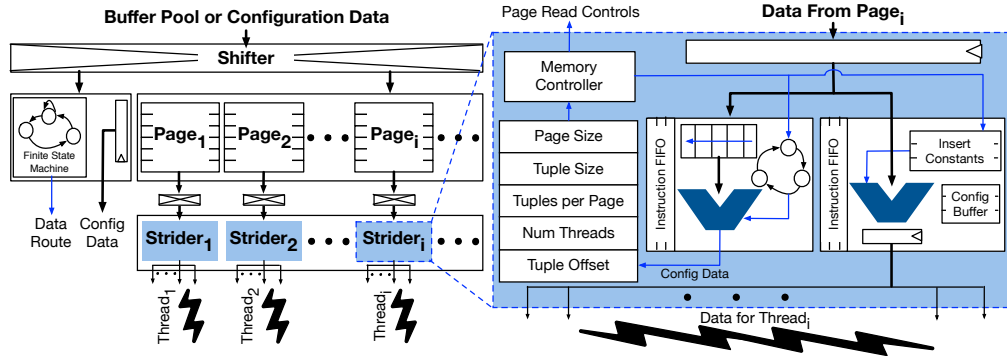 Buffer Pool or Configuration Data
Shifter
Finite State
Machine
Data
Route
Config
Data
Page1
Page2
Pagei
Strider1
Strider2
Strideri
Thread1
Thread2
Threadi
Page Read Controls
Data From Pagei
Memory
Controller
Page Size
Tuple Size
Tuples per Page
Num Threads
Tuple Offset
Instruction FIFO
Config Data
Instruction FIFO
Insert
Constants
Config
Buffer
Data for Threadi